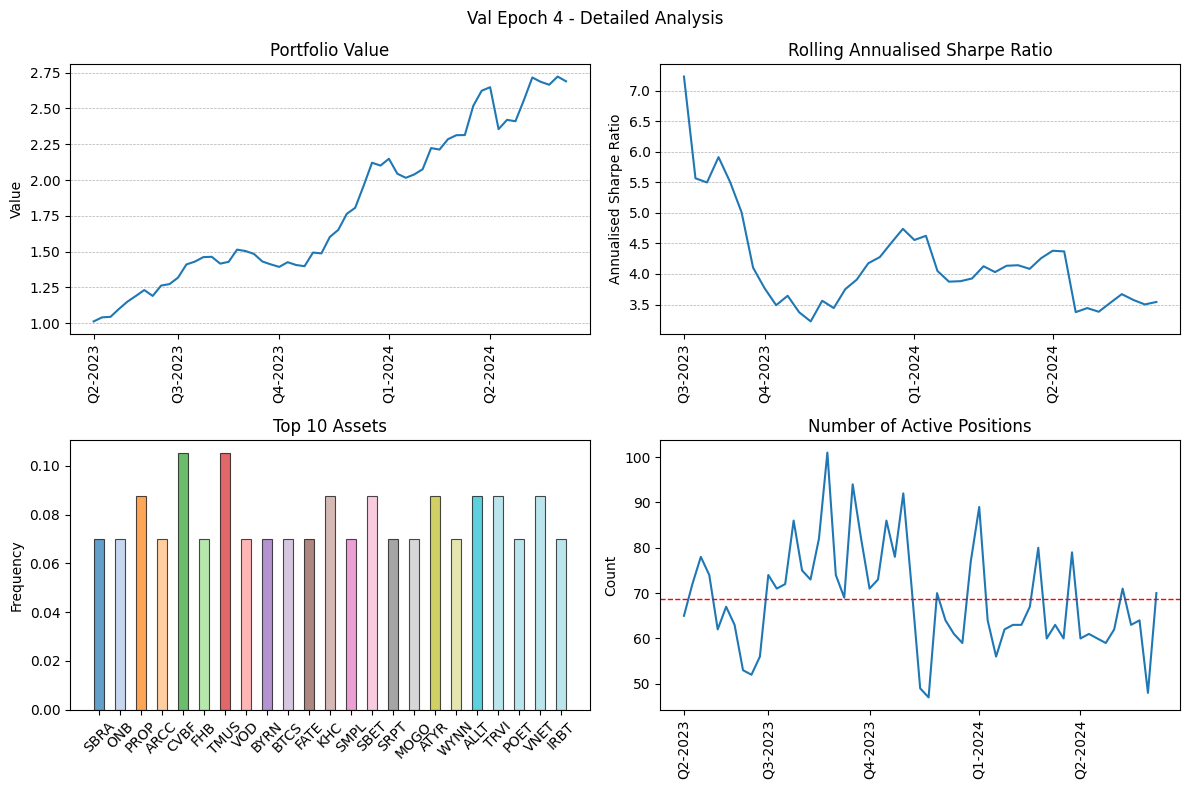 Val Epoch 4 - Detailed Analysis
Portfolio Value
Value
2.75
2.50
2.25
2.00
1.75
1.50
1.25
1.00
Q2-2023
Q3-2023
Q4-2023
Q1-2024
Q2-2024
Rolling Annualised Sharpe Ratio
Annualised Sharpe Ratio
7.0
6.5
6.0
5.5
5.0
4.5
4.0
3.5
Q3-2023
Q4-2023
Q1-2024
Q2-2024
Top 10 Assets
Frequency
0.10
0.08
0.06
0.04
0.02
0.00
SBRA
ONB
PROP
ARCC
CVBF
FHB
TMUS
VOD
BYRN
BTCS
FATE
KHC
SMPL
SBET
SRPT
MOGO
ATYR
WYNN
ALLT
TRVI
POET
VNET
IRBT
Number of Active Positions
Count
100
90
80
70
60
50
Q2-2023
Q3-2023
Q4-2023
Q1-2024
Q2-2024